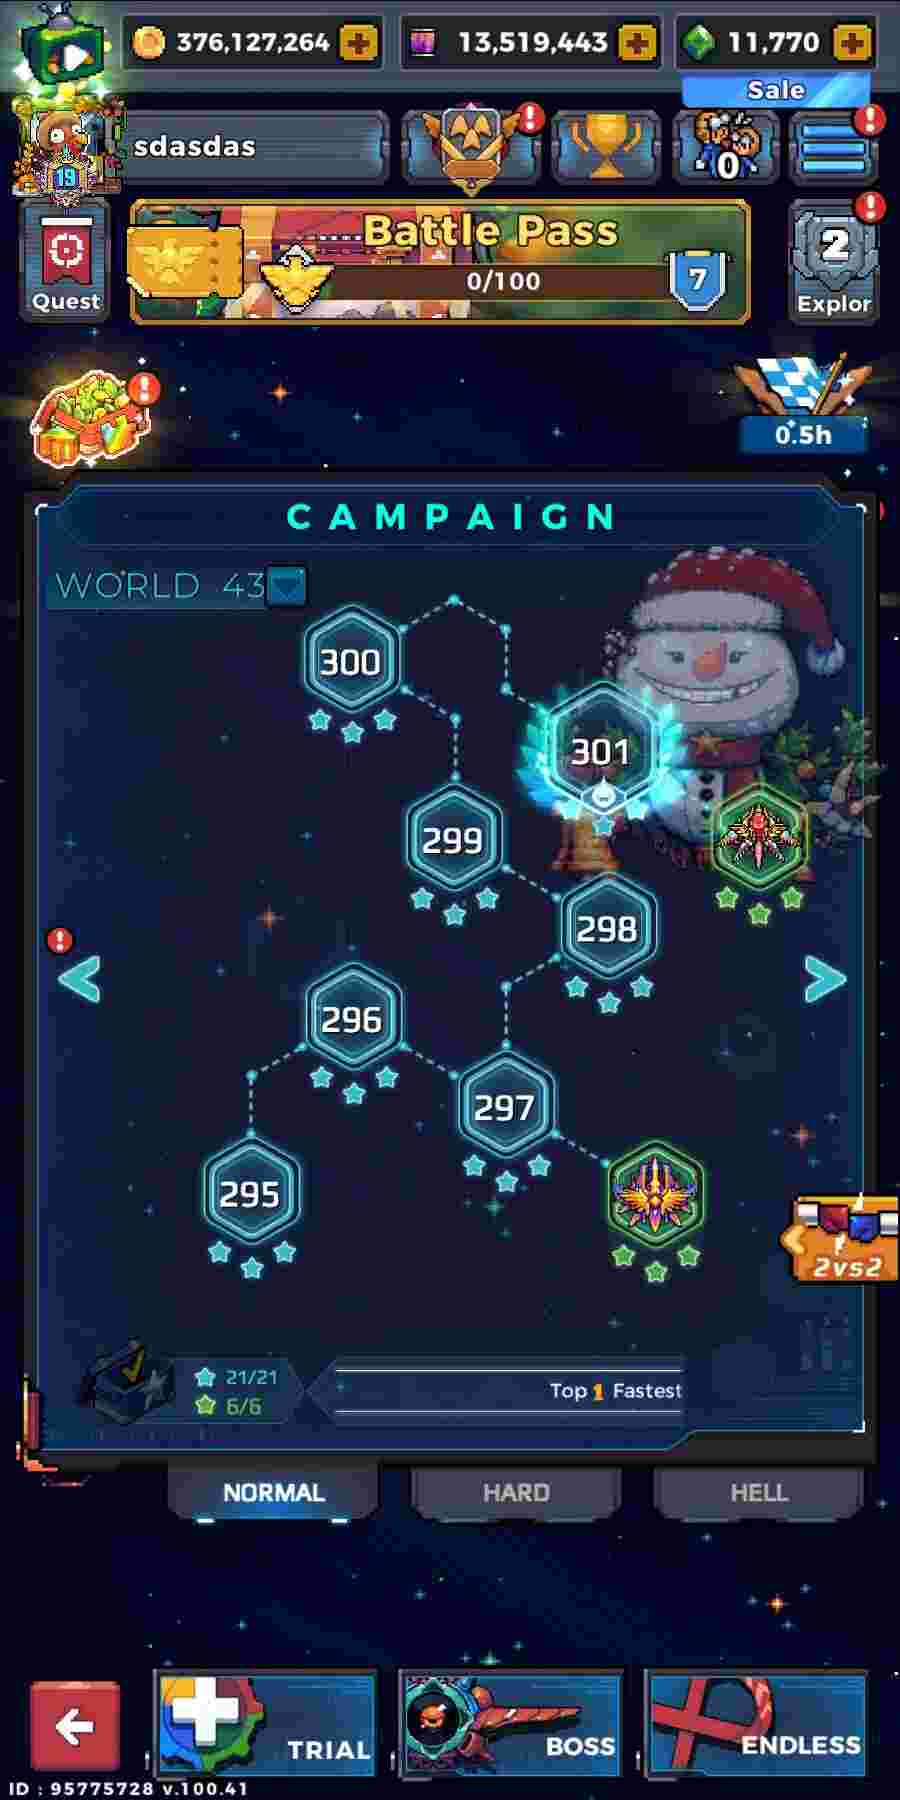 376,127,264
13,519,443
11,770
Sale
sdasdas
19
0
Battle Pass
0/100
7
Quest
2
Explor
0.5h
CAMPAIGN
WORLD 43
300
301
299
298
296
297
295
2vs2
21/21
6/6
Top 1 Fastest
NORMAL
HARD
HELL
TRIAL
BOSS
ENDLESS
ID : 95775728 v.100.41